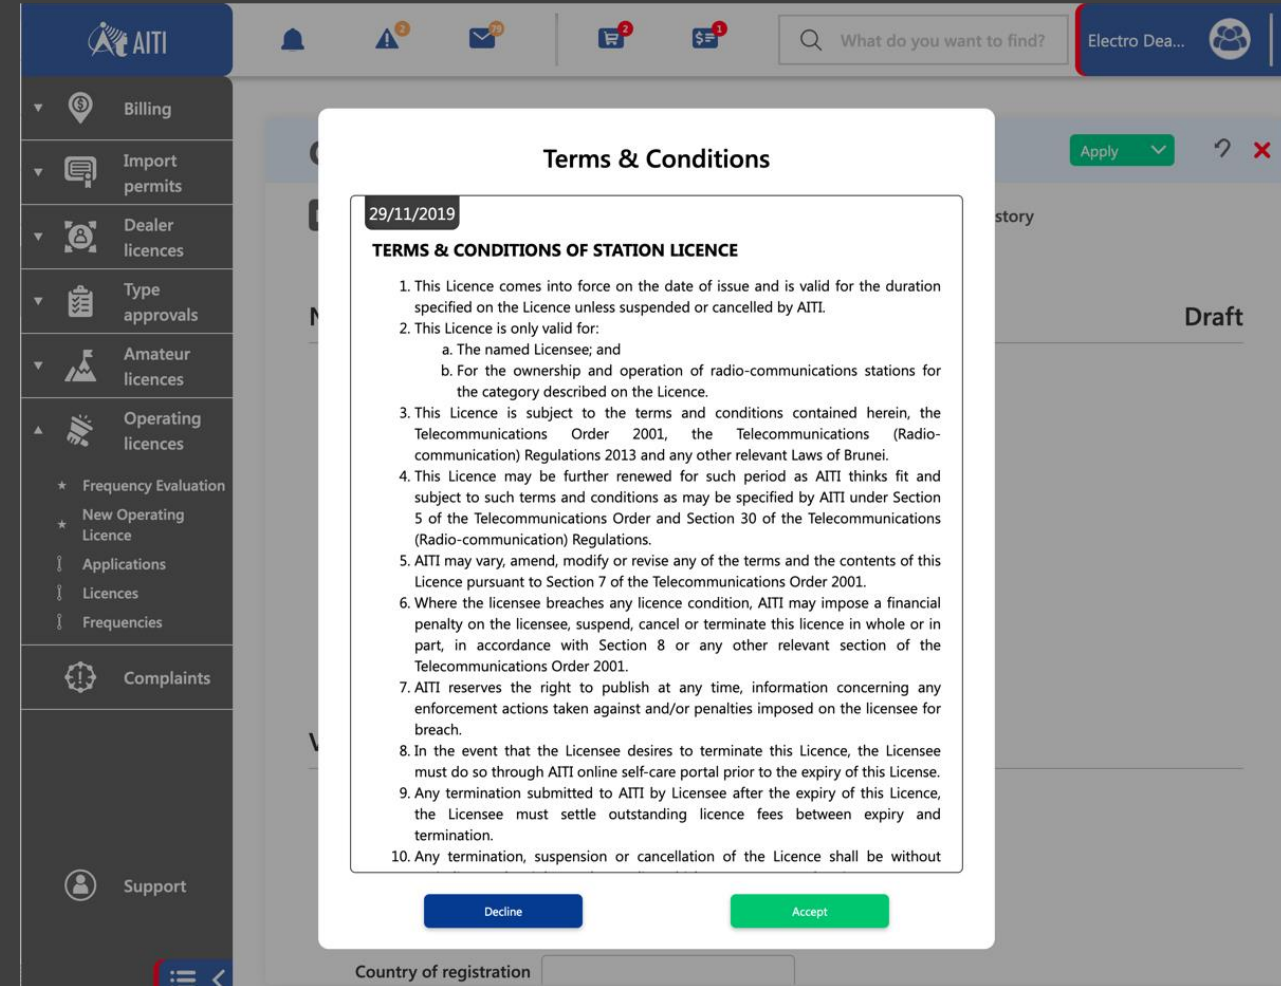 AITI
2
79
2
$=
1
What do you want to find?
Electro Dea...
Billing
Import
permits
Dealer
licences
Type
approvals
Amateur
licences
Operating
licences
Frequency Evaluation
New Operating
Licence
Applications
Licences
Frequencies
Complaints
Support
Apply
story
Draft
Terms & Conditions
29/11/2019
TERMS & CONDITIONS OF STATION LICENCE
1. This Licence comes into force on the date of issue and is valid for the duration
specified on the Licence unless suspended or cancelled by AITI.
2. This Licence is only valid for:
a. The named Licensee; and
b. For the ownership and operation of radio-communications stations for
the category described on the Licence.
3. This Licence is subject to the terms and conditions contained herein, the
Telecommunications Order 2001, the Telecommunications (Radio-
communication) Regulations 2013 and any other relevant Laws of Brunei.
4. This Licence may be further renewed for such period as AITI thinks fit and
subject to such terms and conditions as may be specified by AITI under Section
5 of the Telecommunications Order and Section 30 of the Telecommunications
(Radio-communication) Regulations.
5. AITI may vary, amend, modify or revise any of the terms and the contents of this
Licence pursuant to Section 7 of the Telecommunications Order 2001.
6. Where the licensee breaches any licence condition, AITI may impose a financial
penalty on the licensee, suspend, cancel or terminate this licence in whole or in
part, in accordance with Section 8 or any other relevant section of the
Telecommunications Order 2001.
7. AITI reserves the right to publish at any time, information concerning any
enforcement actions taken against and/or penalties imposed on the licensee for
breach.
8. In the event that the Licensee desires to terminate this Licence, the Licensee
must do so through AITI online self-care portal prior to the expiry of this License.
9. Any termination submitted to AITI by Licensee after the expiry of this Licence,
the Licensee must settle outstanding licence fees between expiry and
termination.
10. Any termination, suspension or cancellation of the Licence shall be without
Decline
Accept
Country of registration